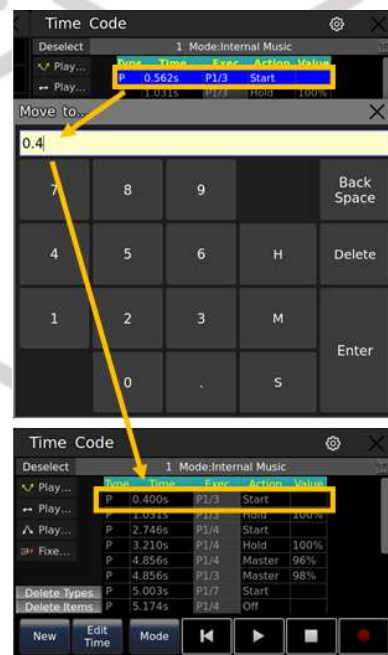 Time Code
Deselect 1 Mode:Internal Music
Play...
Type Time Exec Action Value
P 0.562s P1/3 Start
Play...
1.031s P1/3 Hold 100%
Move to...
0.4
7 8 9 Back Space
4 5 6 H Delete
1 2 3 M
Enter
0 . S
Time Code
Deselect 1 Mode:Internal Music
Type Time Exec Action Value
Play...
P 0.400s P1/3 Start
Play...
P 1.031s P1/3 Hold 100%
Play...
P 2.746s P1/4 Start
Fixe...
P 3.210s P1/4 Hold 100%
P 4.856s P1/4 Master 96%
P 4.856s P1/3 Master 98%
Delete Types
P 5.003s P1/7 Start
Delete Items
P 5.174s P1/4 Off
New Edit Time Mode